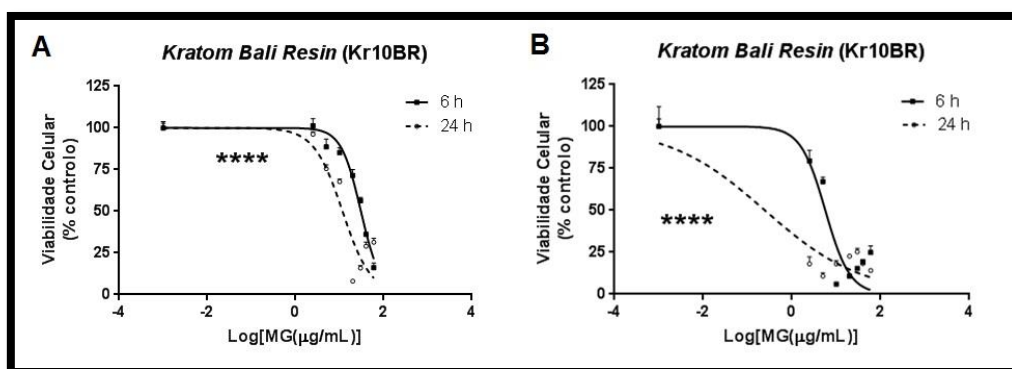 A
Kratom Bali Resin (Kr10BR)
Viabilidade Celular
(% controlo)
125
100
75
50
25
0
-4
-2
0
2
4
Log[MG(µg/mL)]
6 h
24 h
****
B
Kratom Bali Resin (Kr10BR)
Viabilidade Celular
(% controlo)
125
100
75
50
25
0
-4
-2
0
2
4
Log[MG(µg/mL)]
6 h
24 h
****